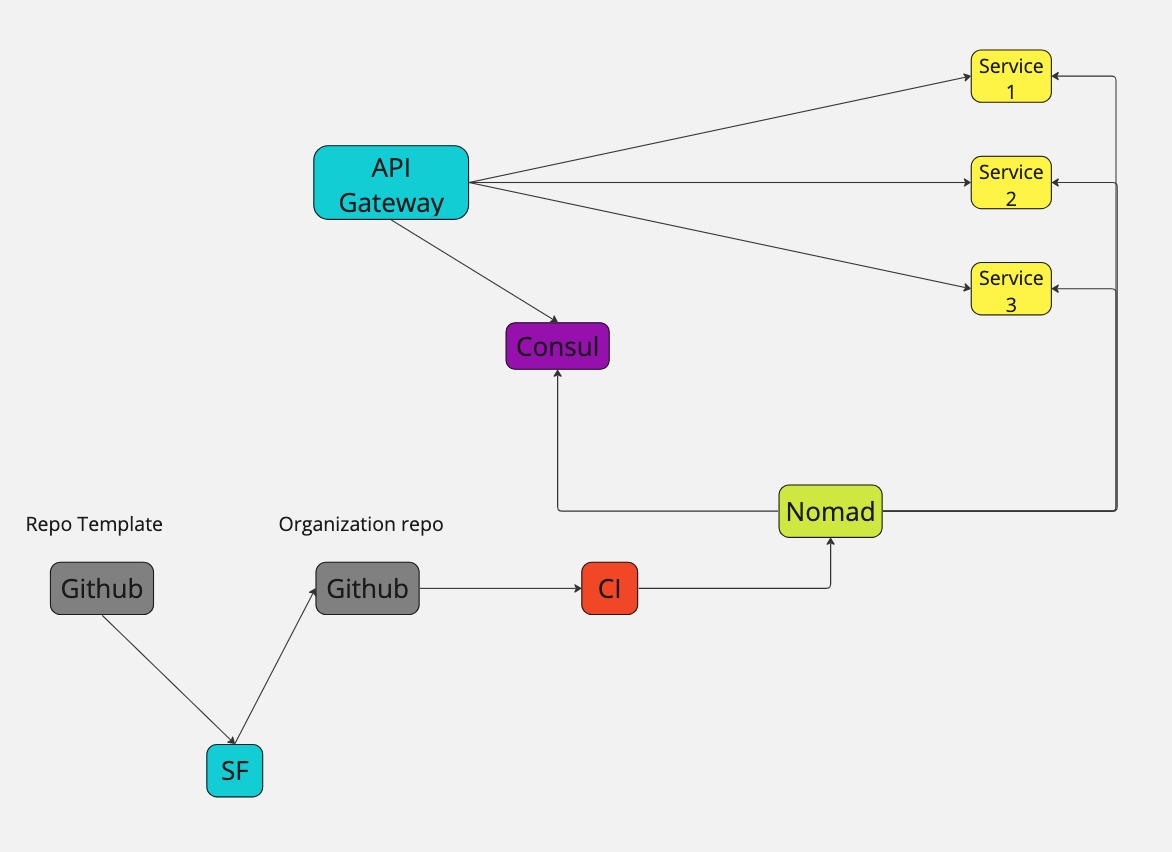 Service
1
API
Gateway
Service
2
Service
3
Consul
Nomad
Repo Template
Organization repo
Github
Github
CI
SF